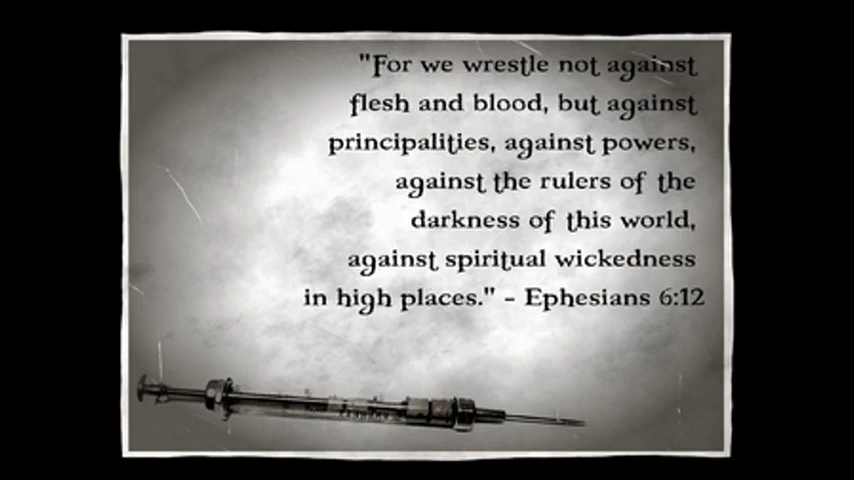 "For we wrestle not against
flesh and blood, but against
principalities, against powers,
against the rulers of the
darkness of this world,
against spiritual wickedness
in high places." - Ephesians 6:12